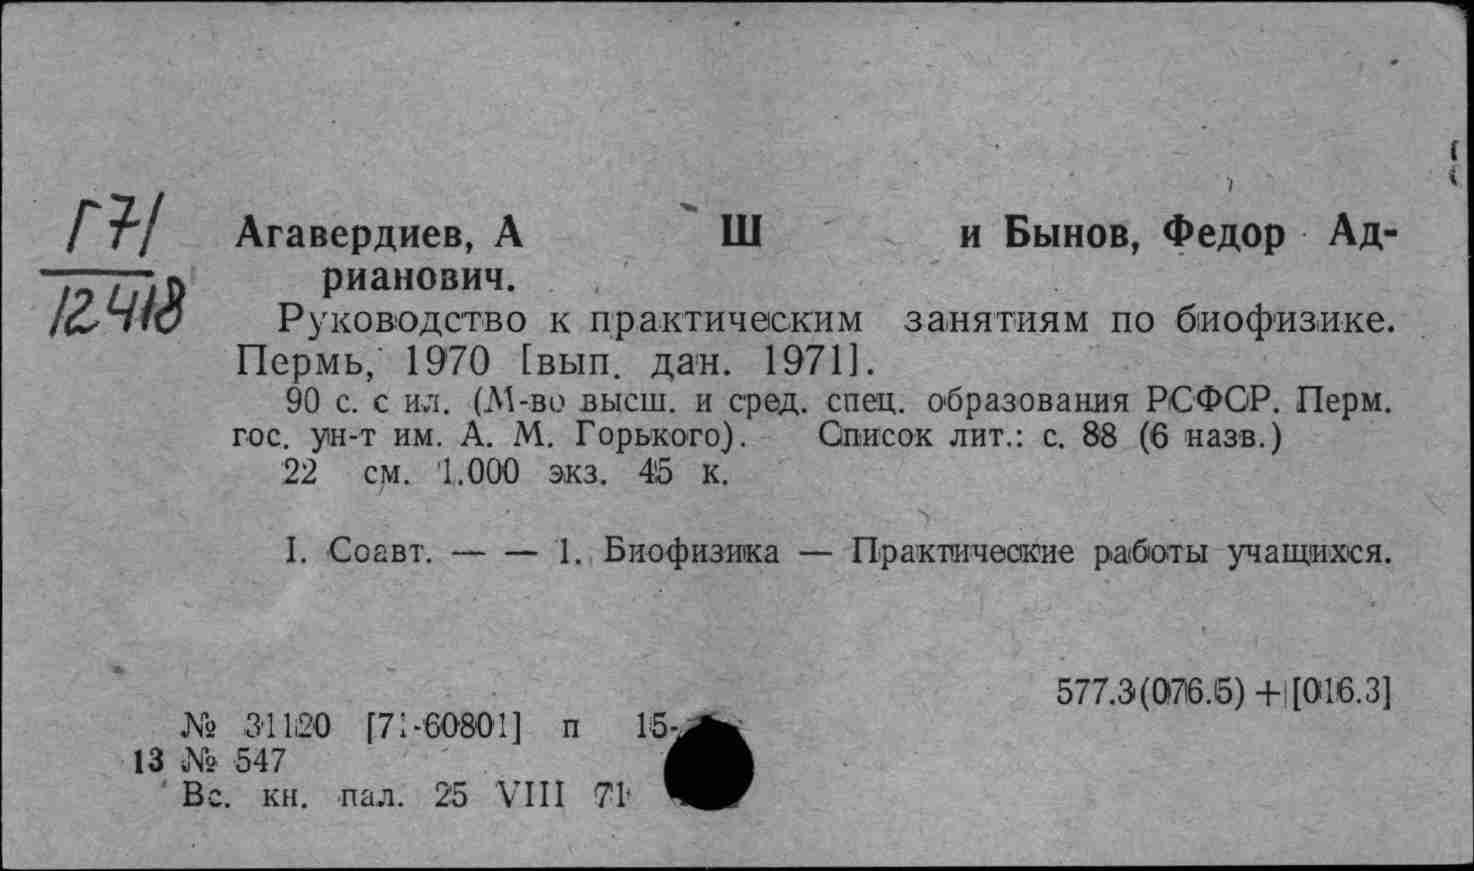 Г71
12418
Агавердиев, А Ш и Бынов, Федор Ад-
рианович.
Руководство к практическим занятиям по биофизике.
Пермь, 1970 [вып. дан. 1971].
90 с. с ил. (М-во высш. и сред. спец. образования РСФСР. Перм.
гос. ун-т им. А. М. Горького). Список лит.: с. 88 (6 назв.)
22 см. 1.000 экз. 45 к.
I. Соавт. — — 1. Биофизика — Практические работы учащихся.
577.3(076.5) + [016.3]
№ 31120 [71-60801] п 15-
13 № 547
Вс. кн. пал. 25 VIII 71